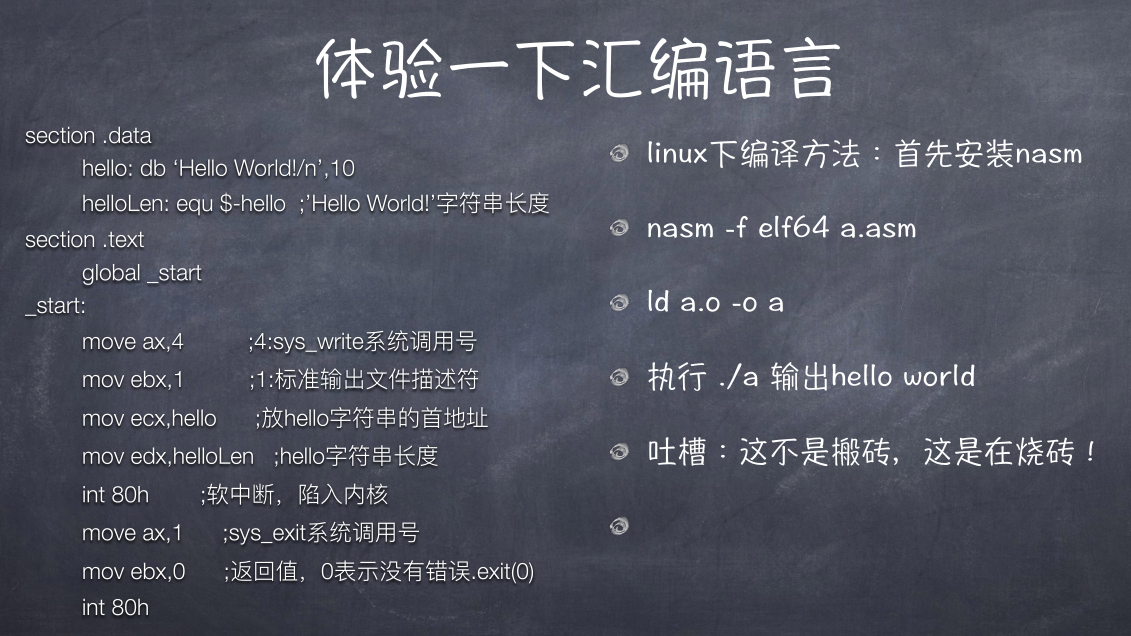 体验一下汇编语言
section .data
hello: db ‘Hello World!/n’,10
helloLen: equ $-hello ;’Hello World!’字符串长度
section .text
global _start
_start:
move ax,4 ;4:sys_write系统调用号
mov ebx,1 ;1:标准输出文件描述符
mov ecx,hello ;放hello字符串的首地址
mov edx,helloLen ;hello字符串长度
int 80h ;软中断，陷入内核
move ax,1 ;sys_exit系统调用号
mov ebx,0 ;返回值，0表示没有错误.exit(0)
int 80h
linux下编译方法：首先安装nasm
nasm -f elf64 a.asm
ld a.o -o a
执行 ./a 输出hello world
吐槽：这不是搬砖，这是在烧砖！